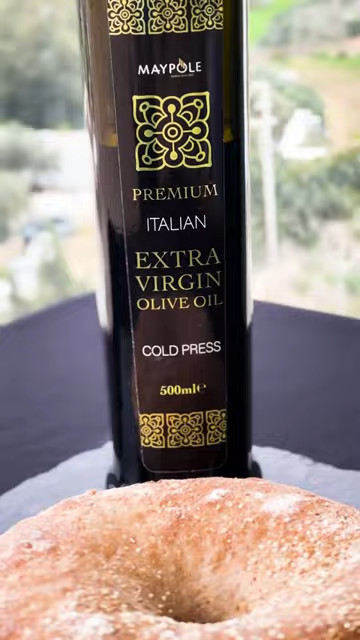 MAYPOLE
PREMIUM
ITALIAN
EXTRA
VIRGIN
OLIVE OIL
COLD PRESS
500ml℮